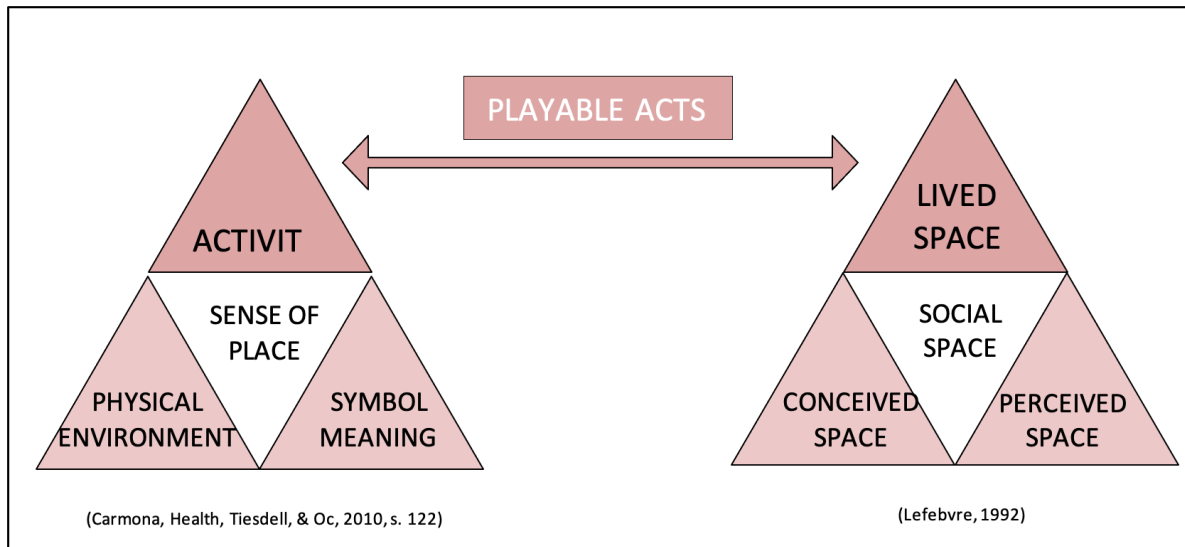 PLAYABLE ACTS
ACTIVIT
SENSE OF
PLACE
PHYSICAL
ENVIRONMENT
SYMBOL
MEANING
(Carmona, Health, Tiesdell, & Oc, 2010, s. 122)
LIVED
SPACE
SOCIAL
SPACE
CONCEIVED
SPACE
PERCEIVED
SPACE
(Lefebvre, 1992)